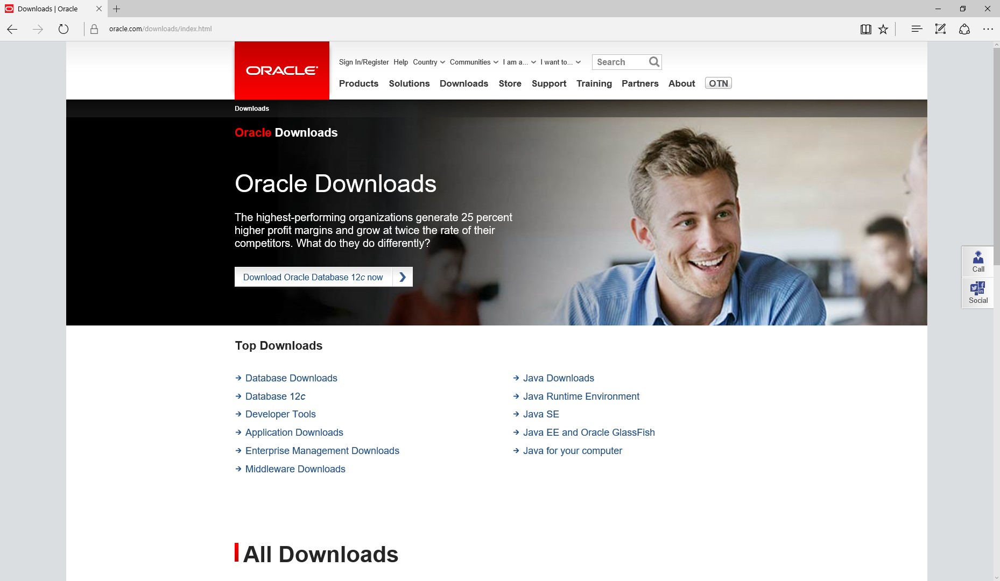 Downloads | Oracle
oracle.com/downloads/index.html
ORACLE
Sign In/Register Help Country Communities I am a... I want to... Search
Products Solutions Downloads Store Support Training Partners About OTN
Downloads
Oracle Downloads
Oracle Downloads
The highest-performing organizations generate 25 percent
higher profit margins and grow at twice the rate of their
competitors. What do they do differently?
Download Oracle Database 12c now
Call
Social
Top Downloads
Database Downloads
Database 12c
Developer Tools
Application Downloads
Enterprise Management Downloads
Middleware Downloads
Java Downloads
Java Runtime Environment
Java SE
Java EE and Oracle GlassFish
Java for your computer
All Downloads